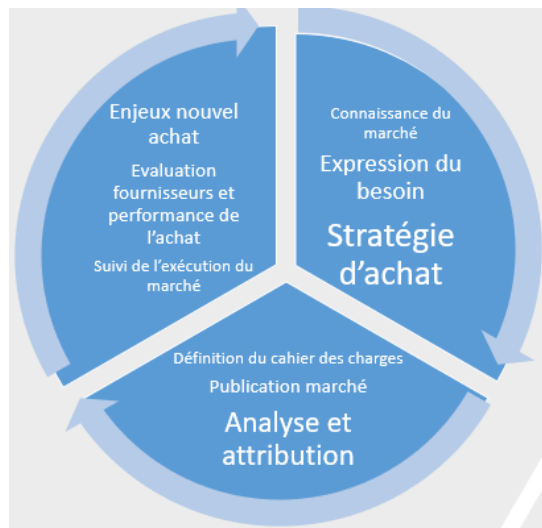 Enjeux nouvel
achat
Evaluation
fournisseurs et
performance de
l'achat
Suivi de l'exécution du
marché
Connaissance du
marché
Expression du
besoin
Stratégie
d'achat
Définition du cahier des charges
Publication marché
Analyse et
attribution